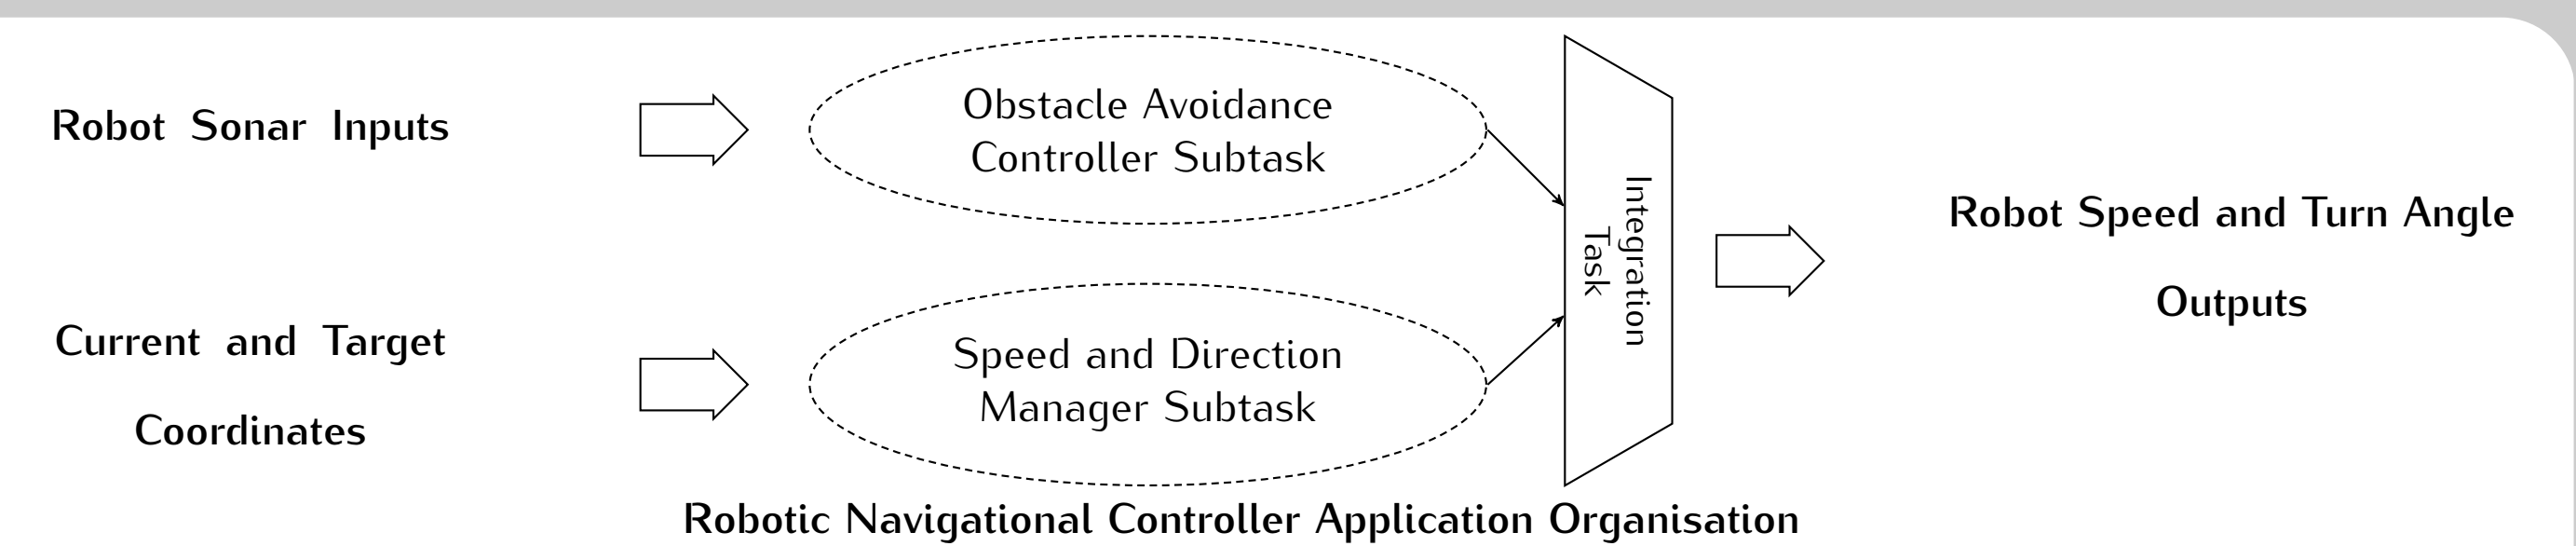 Robot Sonar Inputs
Obstacle Avoidance
Controller Subtask
Current and Target
Coordinates
Speed and Direction
Manager Subtask
Integration
Task
Robot Speed and Turn Angle
Outputs
Robotic Navigational Controller Application Organisation